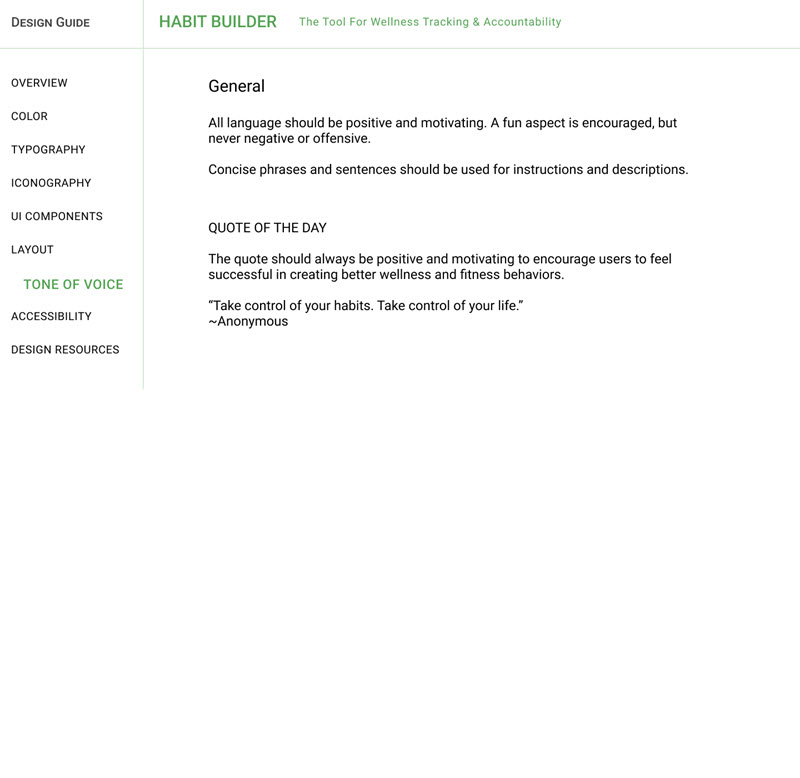 DESIGN GUIDE
HABIT BUILDER
The Tool For Wellness Tracking & Accountability
OVERVIEW
COLOR
TYPOGRAPHY
ICONOGRAPHY
UI COMPONENTS
LAYOUT
TONE OF VOICE
ACCESSIBILITY
DESIGN RESOURCES
General
All language should be positive and motivating. A fun aspect is encouraged, but
never negative or offensive.
Concise phrases and sentences should be used for instructions and descriptions.
QUOTE OF THE DAY
The quote should always be positive and motivating to encourage users to feel
successful in creating better wellness and fitness behaviors.
“Take control of your habits. Take control of your life.”
~Anonymous